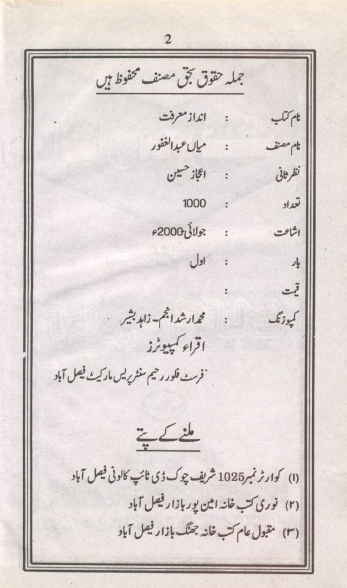 2
جملہ حقوق بحق مصنف محفوظ ہیں
نام کتاب : انداز معرفت
نام مصنف : میاں عبدالغفور
نظر ثانی : اعجاز حسین
تعداد : 1000
اشاعت : جولائی 2000ء
بار : اول
قیمت :
کمپوزنگ : محمد ارشد انجم۔ زاہد بشیر
اقراء کمپیوٹرز
فرسٹ فلور رحیم سنٹر پریس مارکیٹ فیصل آباد
ملنے کے پتے
(۱) کوارٹر نمبر 1025 شریف چوک ڈی ٹائپ کالونی فیصل آباد
(۲) نوری کتب خانہ امین پور بازار فیصل آباد
(۳) مقبول عام کتب خانہ جھنگ بازار فیصل آباد